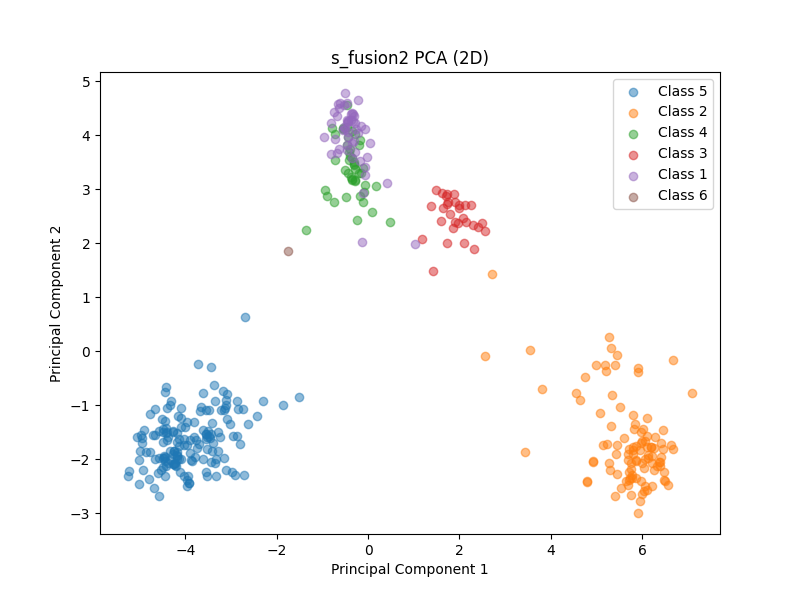 s_fusion2 PCA (2D)
5
4
3
2
1
0
−1
−2
−3
Principal Component 2
Class 5
Class 2
Class 4
Class 3
Class 1
Class 6
−4
−2
0
2
4
6
Principal Component 1